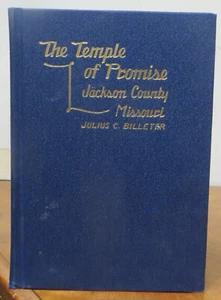 The Temple
of Promise
Jackson County
Missouri
JULIUS C. BILLETER